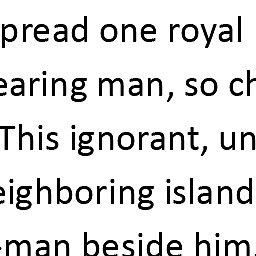 pread one royal
earing man, so ch
This ignorant, un
eighboring island
-man beside him.